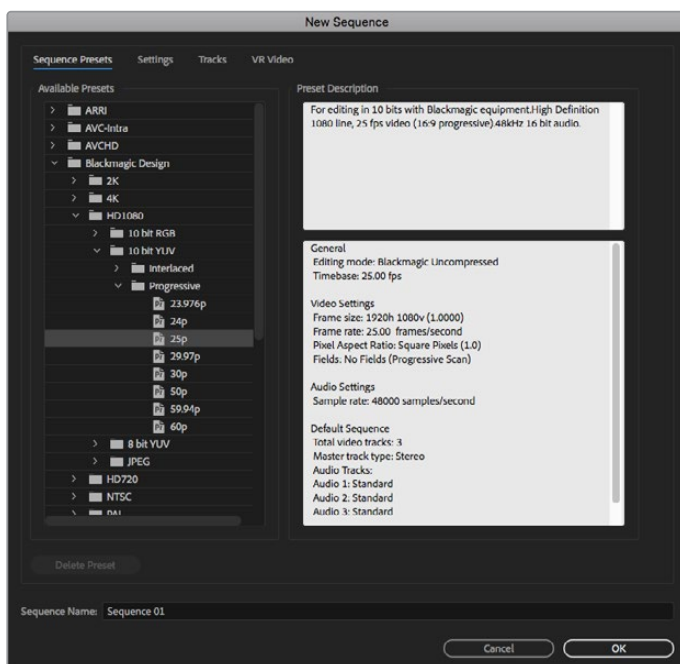 New Sequence
Sequence Presets Settings Tracks VR Video
Available Presets
ARRI
AVC-Intra
AVCHD
Blackmagic Design
2K
4K
HD1080
10 bit RGB
10 bit YUV
Interlaced
Progressive
23.976p
24p
25p
29.97p
30p
50p
59.94p
60p
8 bit YUV
JPEG
HD720
NTSC
PAL
Preset Description
For editing in 10 bits with Blackmagic equipment.High Definition
1080 line, 25 fps video (16:9 progressive).48kHz 16 bit audio.
General
Editing mode: Blackmagic Uncompressed
Timebase: 25.00 fps
Video Settings
Frame size: 1920h 1080v (1.0000)
Frame rate: 25.00 frames/second
Pixel Aspect Ratio: Square Pixels (1.0)
Fields: No Fields (Progressive Scan)
Audio Settings
Sample rate: 48000 samples/second
Default Sequence
Total video tracks: 3
Master track type: Stereo
Audio Tracks:
Audio 1: Standard
Audio 2: Standard
Audio 3: Standard
Delete Preset
Sequence Name: Sequence 01
Cancel OK